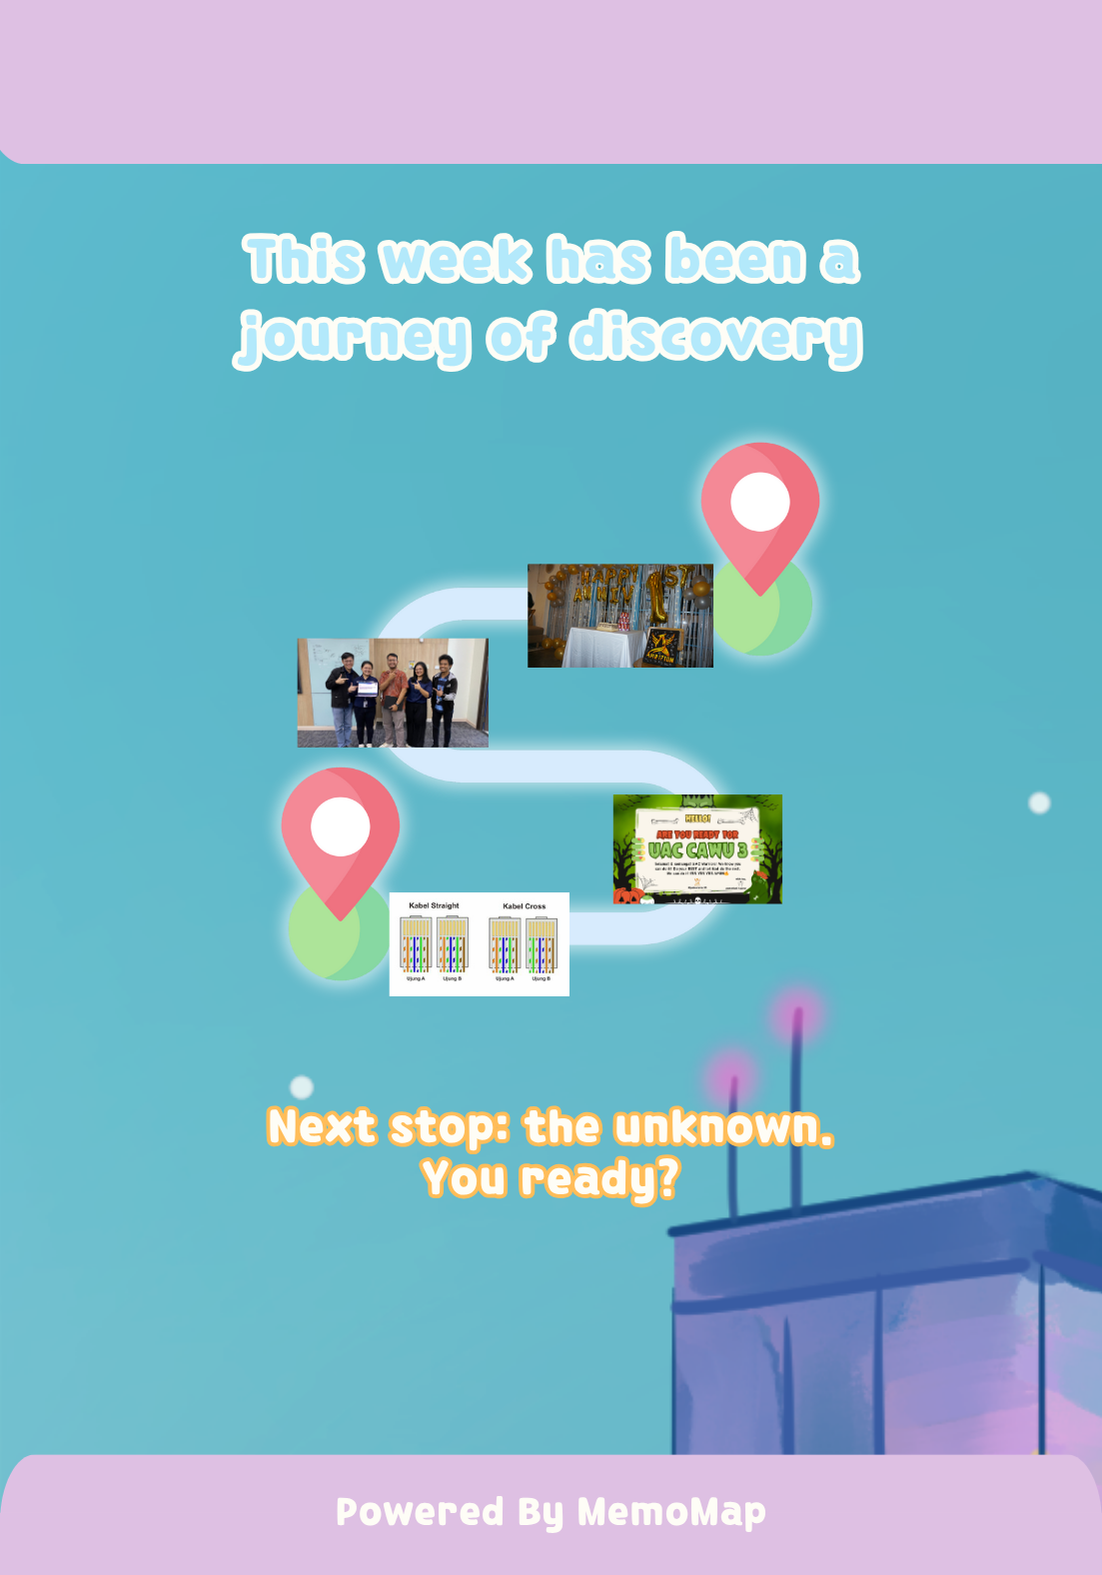 This week has been a
journey of discovery
HAPPY
1ST
ANNIV
AMBITION
HELLO!
ARE YOU READY FOR
UAC CAWU 3
Kabel Straight
Kabel Cross
Ujung A
Ujung B
Ujung A
Ujung B
Next stop: the unknown.
You ready?
Powered By MemoMap